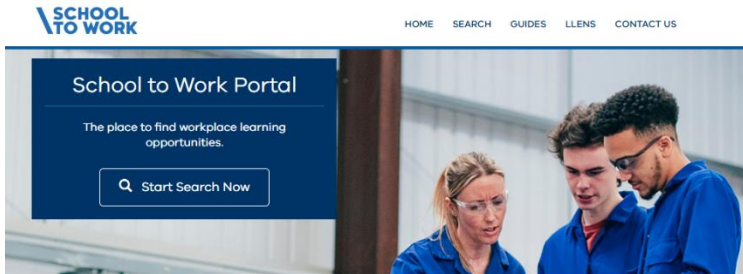 SCHOOL
TO WORK
HOME SEARCH GUIDES LLENS CONTACT US
School to Work Portal
The place to find workplace learning
opportunities.
Start Search Now